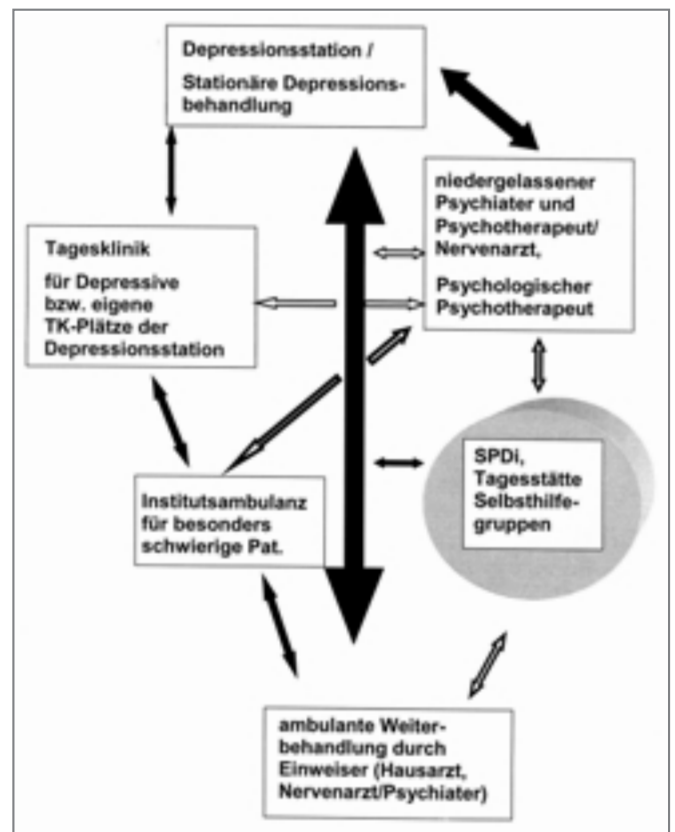 Depressionsstation /
Stationäre Depressions-
behandlung
niedergelassener
Psychiater und
Psychotherapeut/
Nervenarzt,
Psychologischer
Psychotherapeut
Tagesklinik
für Depressive
bzw. eigene
TK-Plätze der
Depressionsstation
SPDi,
Tagesstätte
Selbsthilfe-
gruppen
Institutsambulanz
für besonders
schwierige Pat.
ambulante Weiter-
behandlung durch
Einweiser (Hausarzt,
Nervenarzt/Psychiater)